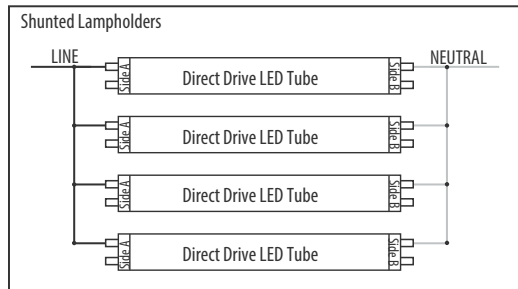 Shunted Lampholders
LINE
NEUTRAL
Side A
Direct Drive LED Tube
Side B
Side A
Direct Drive LED Tube
Side B
Side A
Direct Drive LED Tube
Side B
Side A
Direct Drive LED Tube
Side B